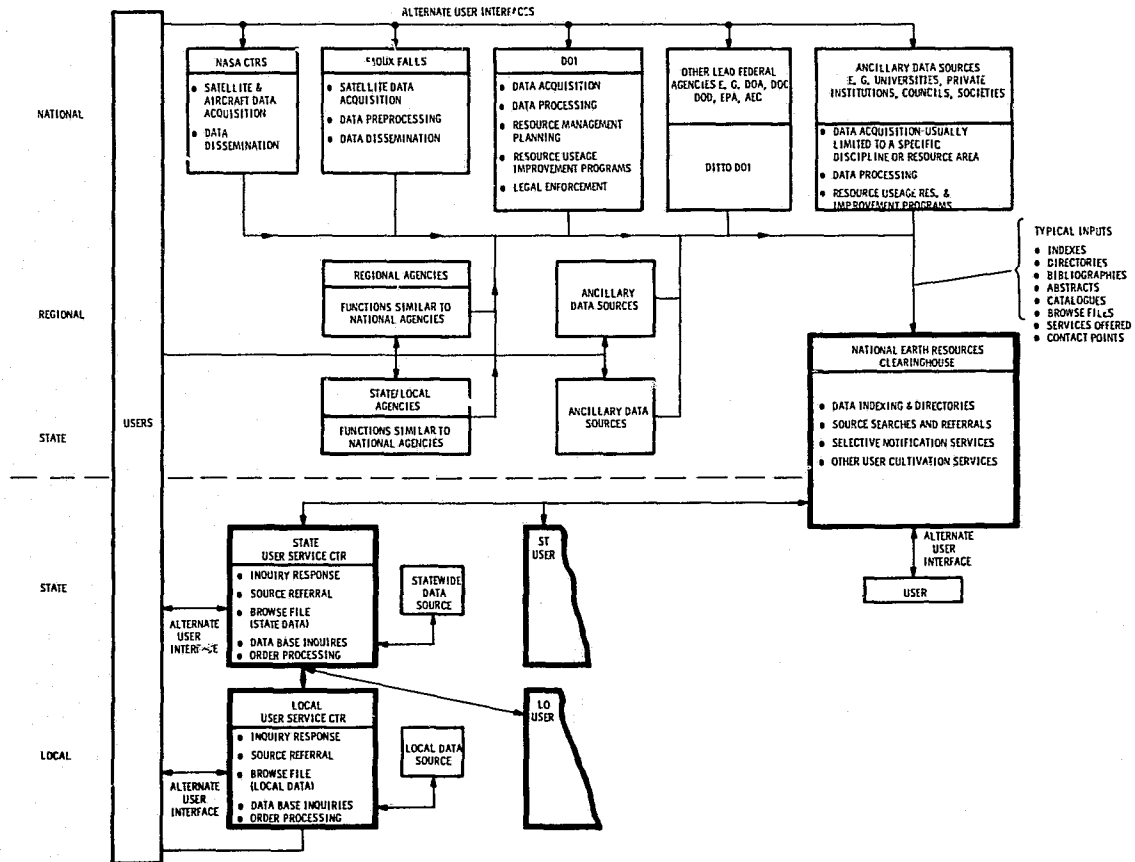 ALTERNATE USER INTERFACES
NATIONAL
NASA CTRS
● SATELLITE &
AIRCRAFT DATA
ACQUISITION
● DATA
DISSEMINATION
SIOUX FALLS
● SATELLITE DATA
ACQUISITION
● DATA PREPROCESSING
● DATA DISSEMINATION
DOI
● DATA ACQUISITION
● DATA PROCESSING
● RESOURCE MANAGEMENT
PLANNING
● RESOURCE USEAGE
IMPROVEMENT PROGRAMS
● LEGAL ENFORCEMENT
OTHER LEAD FEDERAL
AGENCIES E. G. DOA, DOC
DOD, EPA, AEC
DITTO DOI
ANCILLARY DATA SOURCES
E. G. UNIVERSITIES, PRIVATE
INSTITUTIONS, COUNCILS, SOCIETIES
● DATA ACQUISITION-USUALLY
LIMITED TO A SPECIFIC
DISCIPLINE OR RESOURCE AREA
● DATA PROCESSING
● RESOURCE USEAGE RES. &
IMPROVEMENT PROGRAMS
TYPICAL INPUTS
● INDEXES
● DIRECTORIES
● BIBLIOGRAPHIES
● ABSTRACTS
● CATALOGUES
● BROWSE FILES
● SERVICES OFFERED
● CONTACT POINTS
REGIONAL
REGIONAL AGENCIES
FUNCTIONS SIMILAR TO
NATIONAL AGENCIES
ANCILLARY
DATA SOURCES
NATIONAL EARTH RESOURCES
CLEARINGHOUSE
● DATA INDEXING & DIRECTORIES
● SOURCE SEARCHES AND REFERRALS
● SELECTIVE NOTIFICATION SERVICES
● OTHER USER CULTIVATION SERVICES
USERS
STATE
STATE/LOCAL
AGENCIES
FUNCTIONS SIMILAR TO
NATIONAL AGENCIES
ANCILLARY DATA
SOURCES
ALTERNATE
USER
INTERFACE
USER
STATE
ALTERNATE
USER
INTERFACE
STATE
USER SERVICE CTR
● INQUIRY RESPONSE
● SOURCE REFERRAL
● BROWSE FILE
(STATE DATA)
● DATA BASE INQUIRES
● ORDER PROCESSING
STATEWIDE
DATA
SOURCE
ST
USER
LOCAL
ALTERNATE
USER
INTERFACE
LOCAL
USER SERVICE CTR
● INQUIRY RESPONSE
● SOURCE REFERRAL
● BROWSE FILE
(LOCAL DATA)
● DATA BASE INQUIRIES
● ORDER PROCESSING
LOCAL DATA
SOURCE
LO
USER